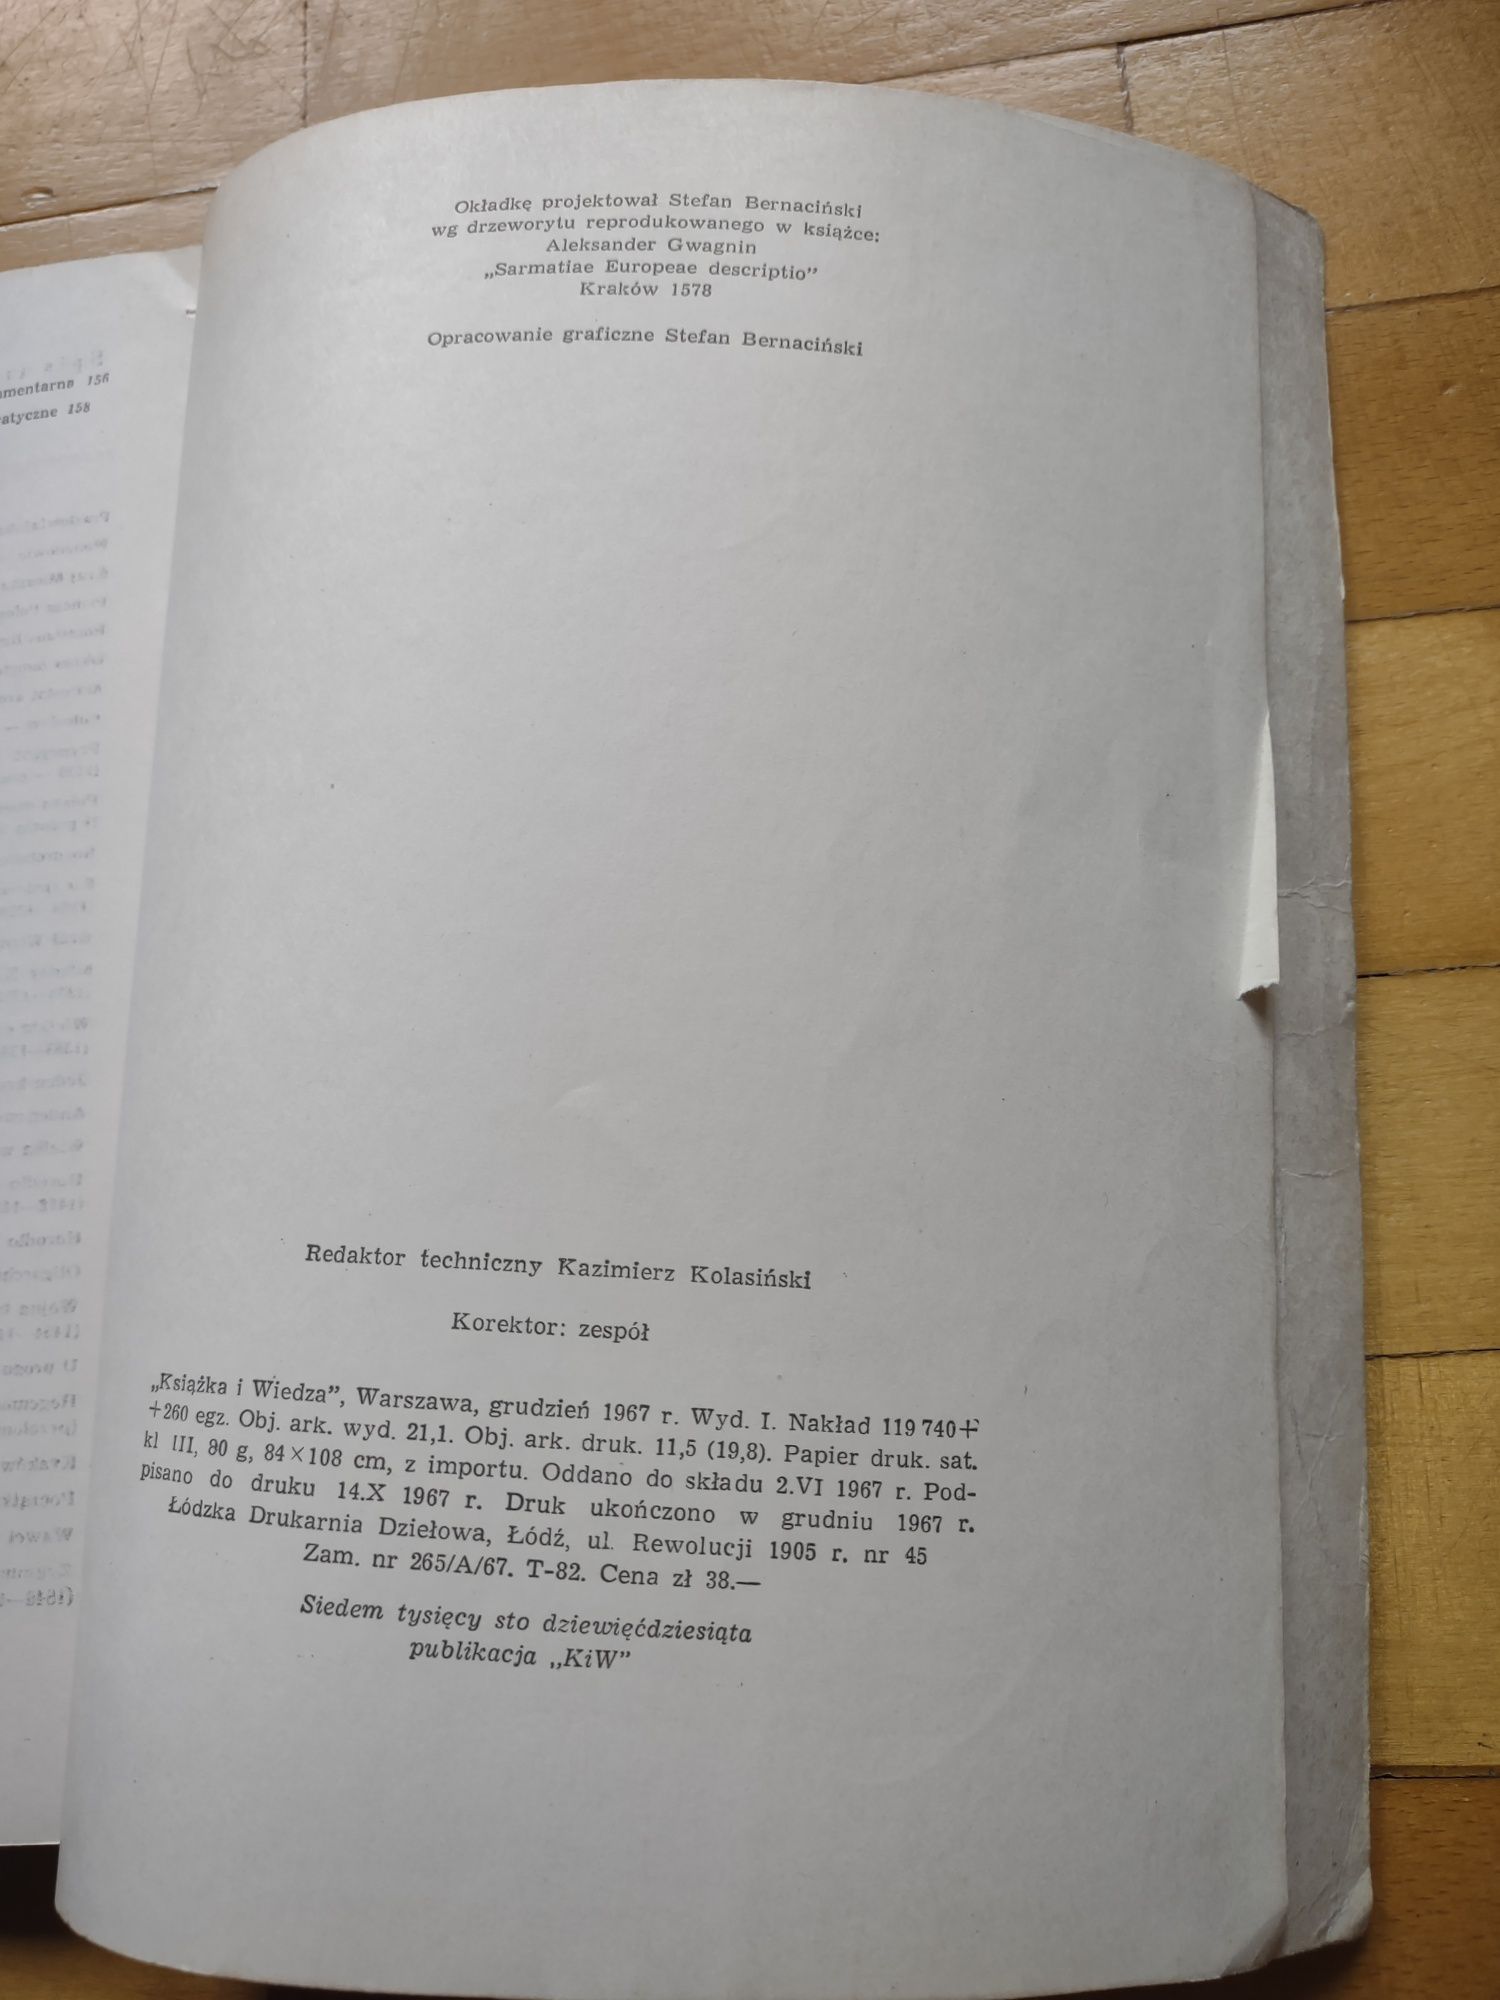 Okładkę projektował Stefan Bernaciński
wg drzeworytu reprodukowanego w książce:
Aleksander Gwagnin
„Sarmatiae Europeae descriptio”
Kraków 1578
Opracowanie graficzne Stefan Bernaciński
mentarne 156
atyczne 158
Redaktor techniczny Kazimierz Kolasiński
Korektor: zespół
„Książka i Wiedza”, Warszawa, grudzień 1967 r. Wyd. I. Nakład 119 740+
+260 egz. Obj. ark. wyd. 21,1. Obj. ark. druk. 11,5 (19,8). Papier druk. sat.
kl III, 80 g, 84×108 cm, z importu. Oddano do składu 2.VI 1967 r. Pod-
pisano do druku 14.X 1967 r. Druk ukończono w grudniu 1967 r.
Łódzka Drukarnia Dziełowa, Łódź, ul. Rewolucji 1905 r. nr 45
Zam. nr 265/A/67. T-82. Cena zł 38.—
Siedem tysięcy sto dziewięćdziesiąta
publikacja „KiW”